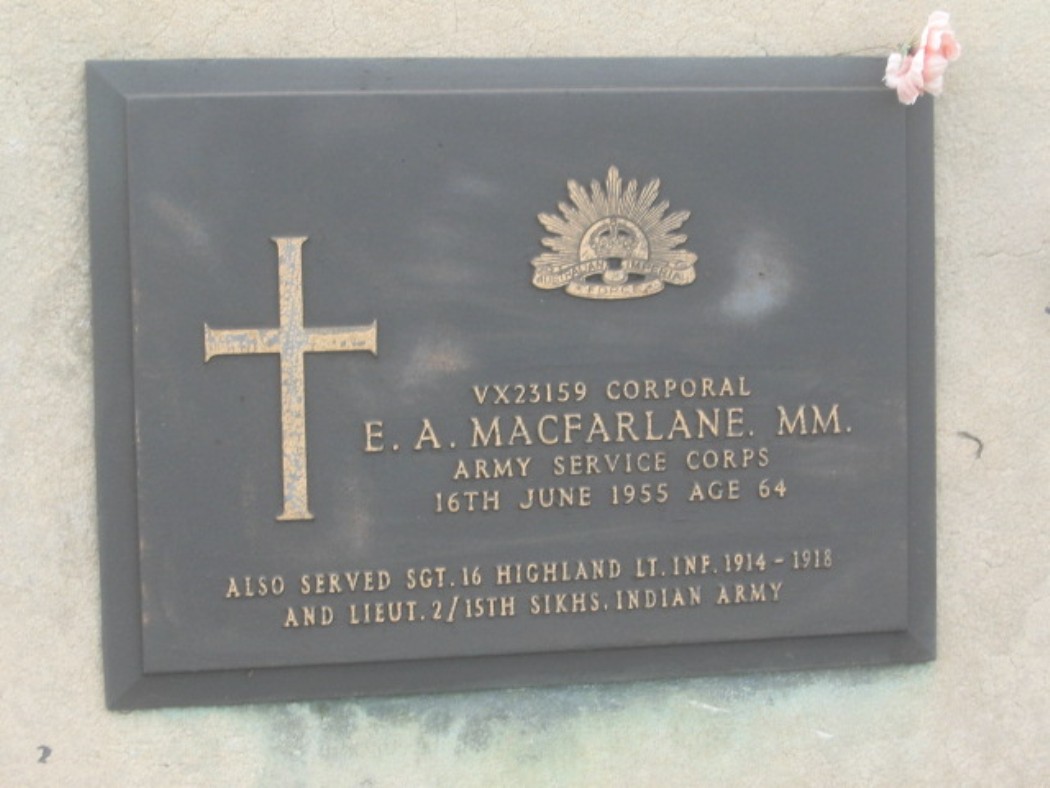 AUSTRALIAN IMPERIAL
FORCE
VX23159 CORPORAL
E. A. MACFARLANE. MM.
ARMY SERVICE CORPS
16TH JUNE 1955 AGE 64
ALSO SERVED SGT. 16 HIGHLAND LT. INF. 1914 - 1918
AND LIEUT. 2/15TH SIKHS. INDIAN ARMY